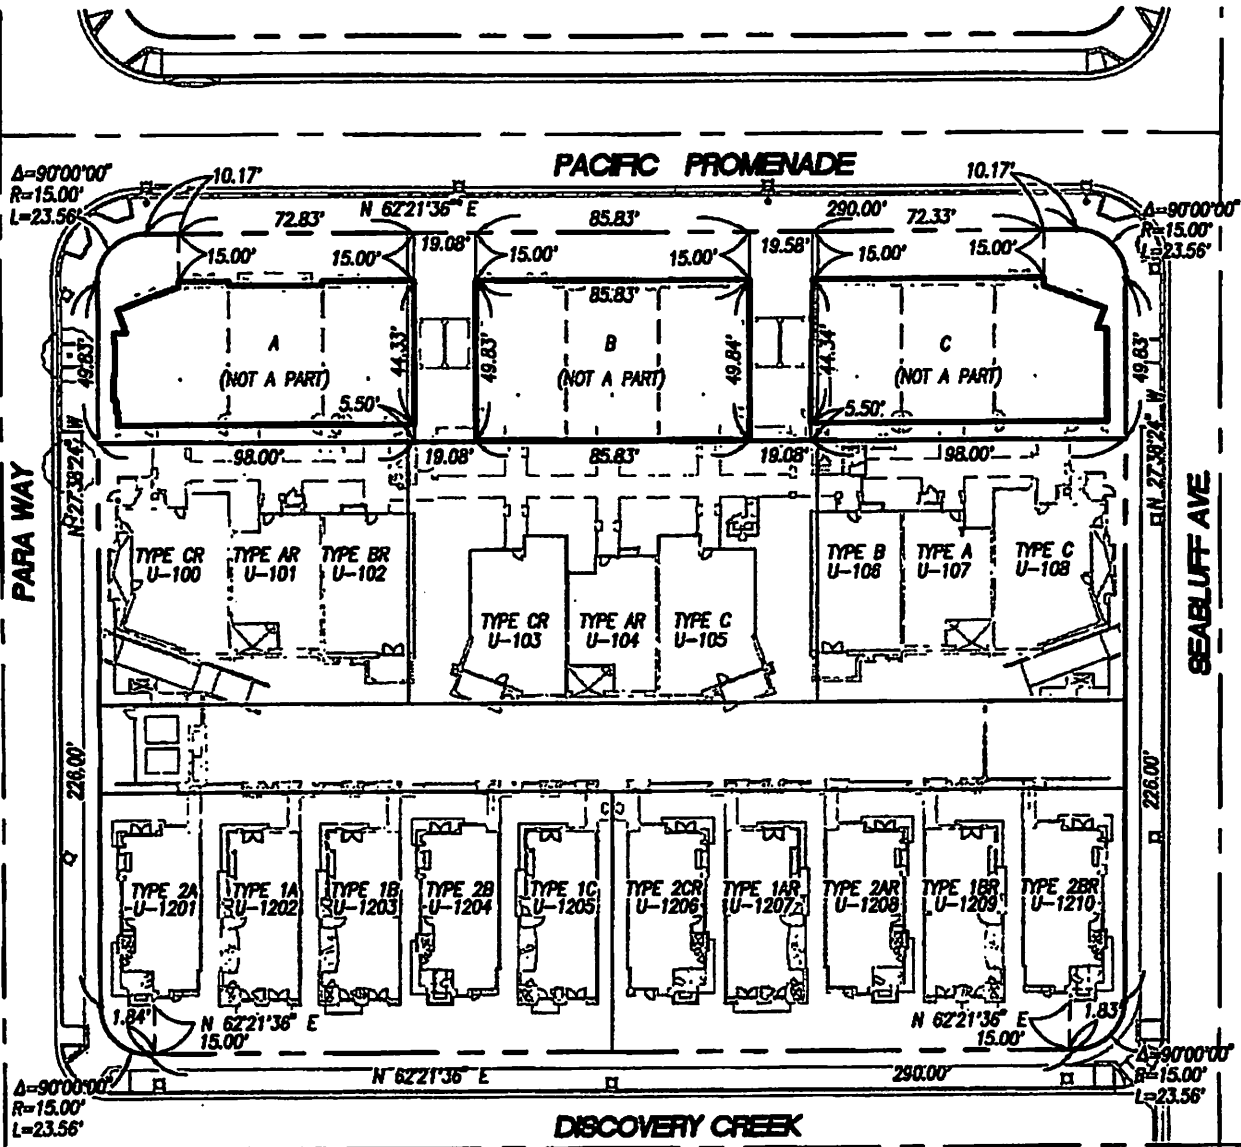 PACIFIC PROMENADE
Δ=90°00'00"
R=15.00'
L=23.56'
10.17'
10.17'
Δ=90°00'00"
R=15.00'
L=23.56'
N 62°21'36" E
290.00'
72.83'
85.83'
72.33'
19.08'
19.58'
15.00'
15.00'
15.00'
15.00'
15.00'
15.00'
85.83'
A
(NOT A PART)
B
(NOT A PART)
C
(NOT A PART)
49.83'
44.33'
49.83'
49.84'
44.34'
49.83'
5.50'
5.50'
98.00'
19.08'
85.83'
19.08'
98.00'
N 27°38'24" W
N 27°38'24" W
PARA WAY
SEABLUFF AVE.
TYPE CR
U-100
TYPE AR
U-101
TYPE BR
U-102
TYPE CR
U-103
TYPE AR
U-104
TYPE C
U-105
TYPE B
U-106
TYPE A
U-107
TYPE C
U-108
226.00'
226.00'
TYPE 2A
U-1201
TYPE 1A
U-1202
TYPE 1B
U-1203
TYPE 2B
U-1204
TYPE 1C
U-1205
TYPE 2CR
U-1206
TYPE 1AR
U-1207
TYPE 2AR
U-1208
TYPE 1BR
U-1209
TYPE 2BR
U-1210
1.84'
N 62°21'36" E
15.00'
N 62°21'36" E
15.00'
1.83'
N 62°21'36" E
290.00'
Δ=90°00'00"
R=15.00'
L=23.56'
Δ=90°00'00"
R=15.00'
L=23.56'
DISCOVERY CREEK